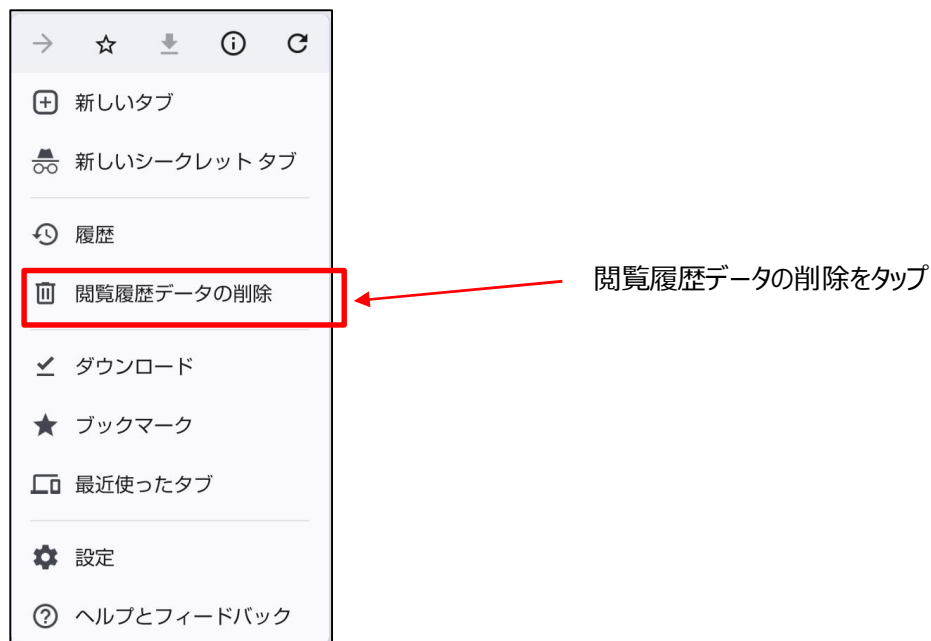 新しいタブ
新しいシークレット タブ
履歴
閲覧履歴データの削除
閲覧履歴データの削除をタップ
ダウンロード
ブックマーク
最近使ったタブ
設定
ヘルプとフィードバック